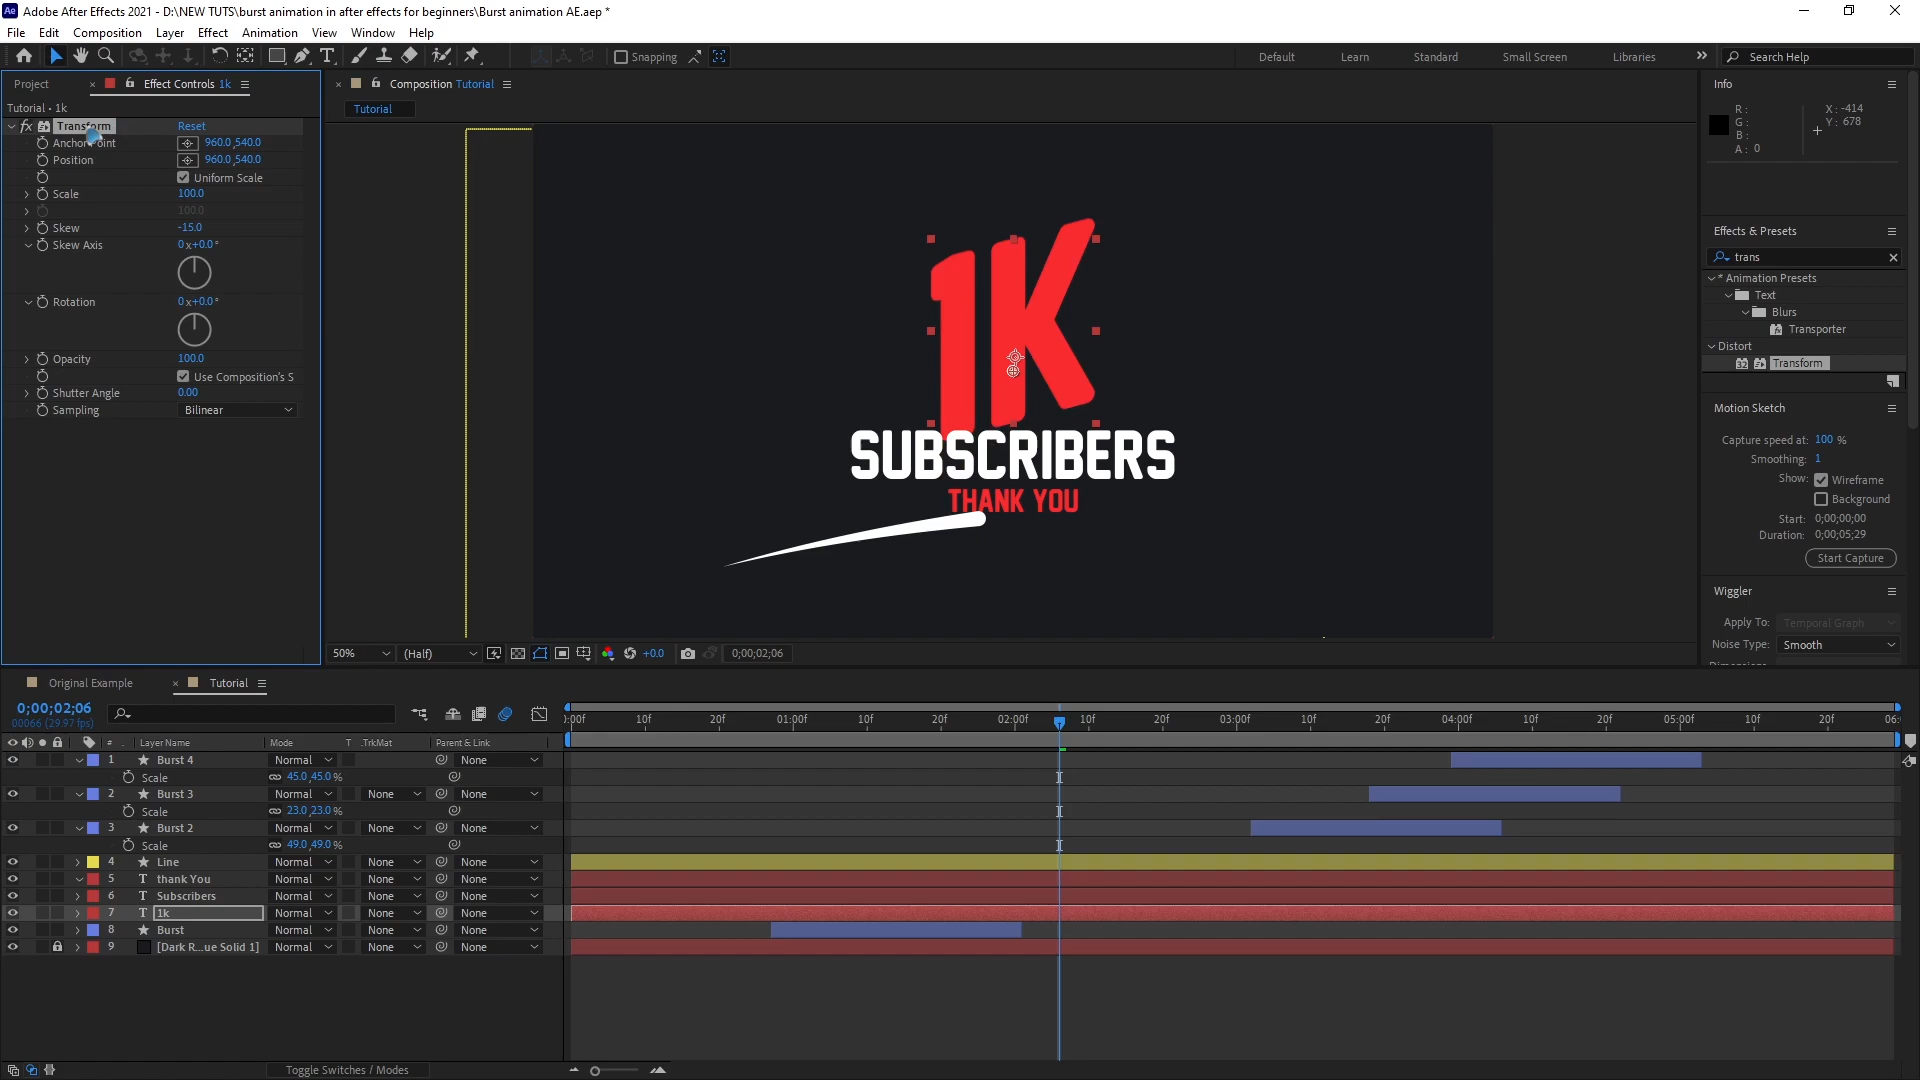 Adobe After Effects 2021 - D:\NEW TUTS\burst animation in after effects for beginners\Burst animation AE.aep *
File Edit Composition Layer Effect Animation View Window Help
Snapping
Default Learn Standard Small Screen Libraries
Search Help
Project
Effect Controls 1k
Tutorial • 1k
fx Transform Reset
Anchor Point 960.0,540.0
Position 960.0,540.0
Uniform Scale
Scale 100.0
100.0
Skew -15.0
Skew Axis 0x+0.0°
Rotation 0x+0.0°
Opacity 100.0
Use Composition's S
Shutter Angle 0.00
Sampling Bilinear
Composition Tutorial
Tutorial
1K
SUBSCRIBERS
THANK YOU
50% (Half) +0.0 0;00;02;06
Info
R :
G :
B :
A : 0
X : -414
Y : 678
Effects & Presets
trans
* Animation Presets
Text
Blurs
Transporter
Distort
32 Transform
Motion Sketch
Capture speed at: 100 %
Smoothing: 1
Show: Wireframe
Background
Start: 0;00;00;00
Duration: 0;00;05;29
Start Capture
Wiggler
Apply To: Temporal Graph
Noise Type: Smooth
Original Example
Tutorial
0;00;02;06
00066 (29.97 fps)
:00f 10f 20f 01:00f 10f 20f 02:00f 10f 20f 03:00f 10f 20f 04:00f 10f 20f 05:00f 10f 20f 06:
# Layer Name Mode T .TrkMat Parent & Link
1 Burst 4 Normal None
Scale 45.0,45.0 %
2 Burst 3 Normal None None
Scale 23.0,23.0 %
3 Burst 2 Normal None None
Scale 49.0,49.0 %
4 Line Normal None None
5 T thank You Normal None None
6 T Subscribers Normal None None
7 T 1k Normal None None
8 Burst Normal None None
9 [Dark R...ue Solid 1] Normal None None
Toggle Switches / Modes